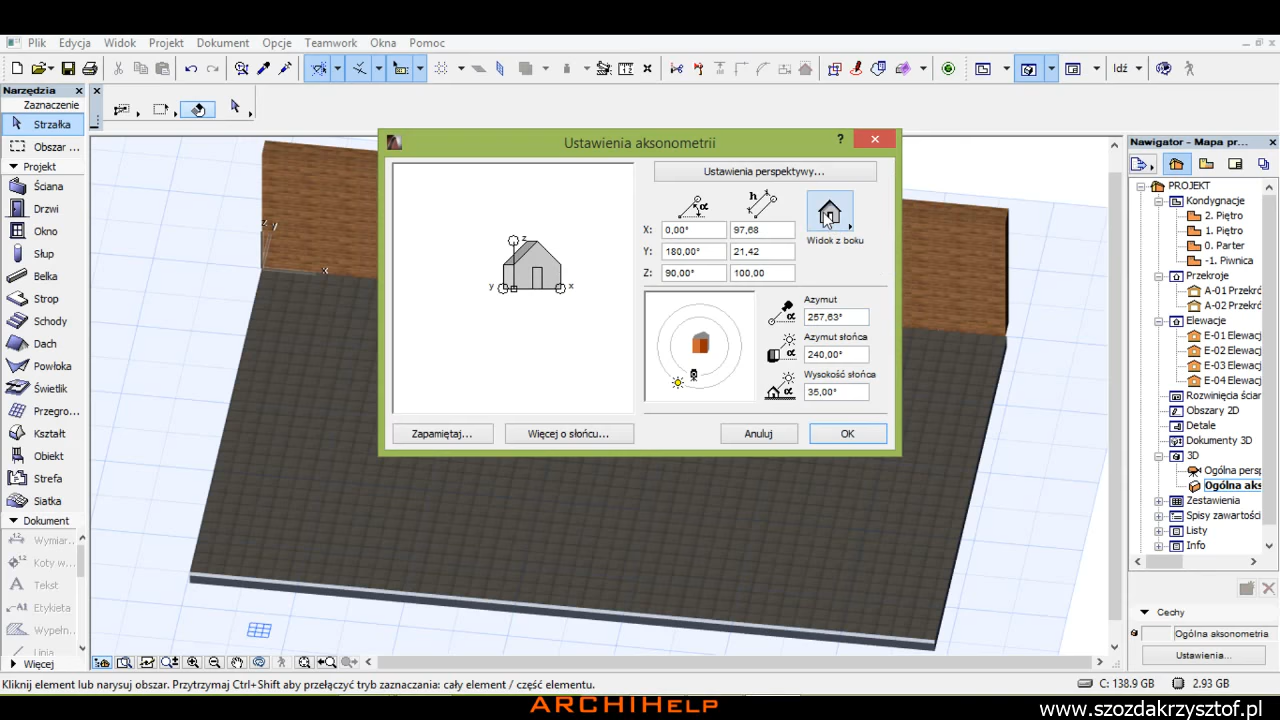 Plik Edycja Widok Projekt Dokument Opcje Teamwork Okna Pomoc
Idź
Narzędzia
Zaznaczenie
Strzałka
Obszar ...
Projekt
Ściana
Drzwi
Okno
Słup
Belka
Strop
Schody
Dach
Powłoka
Świetlik
Przegro...
Kształt
Obiekt
Strefa
Siatka
Dokument
Wymiar...
Koty w...
Tekst
Etykieta
Wypełn...
Linia
Więcej
z
y
x
Ustawienia aksonometrii
?
z
y
x
Ustawienia perspektywy...
α
h
X: 0,00° 97,68
Y: 180,00° 21,42
Z: 90,00° 100,00
Widok z boku
Azymut
257,63°
Azymut słońca
240,00°
Wysokość słońca
35,00°
Zapamiętaj...
Więcej o słońcu...
Anuluj
OK
Nawigator - Mapa pr...
PROJEKT
Kondygnacje
2. Piętro
1. Piętro
0. Parter
-1. Piwnica
Przekroje
A-01 Przekró
A-02 Przekró
Elewacje
E-01 Elewac
E-02 Elewac
E-03 Elewac
E-04 Elewac
Rozwinięcia ścian
Obszary 2D
Detale
Dokumenty 3D
3D
Ogólna pers
Ogólna aks
Zestawienia
Spisy zawartości
Listy
Info
Cechy
Ogólna aksonometria
Ustawienia...
Kliknij element lub narysuj obszar. Przytrzymaj Ctrl+Shift aby przełączyć tryb zaznaczania: cały element / część elementu.
C: 138.9 GB
2.93 GB
ARCHIHelp
www.szozdakrzysztof.pl